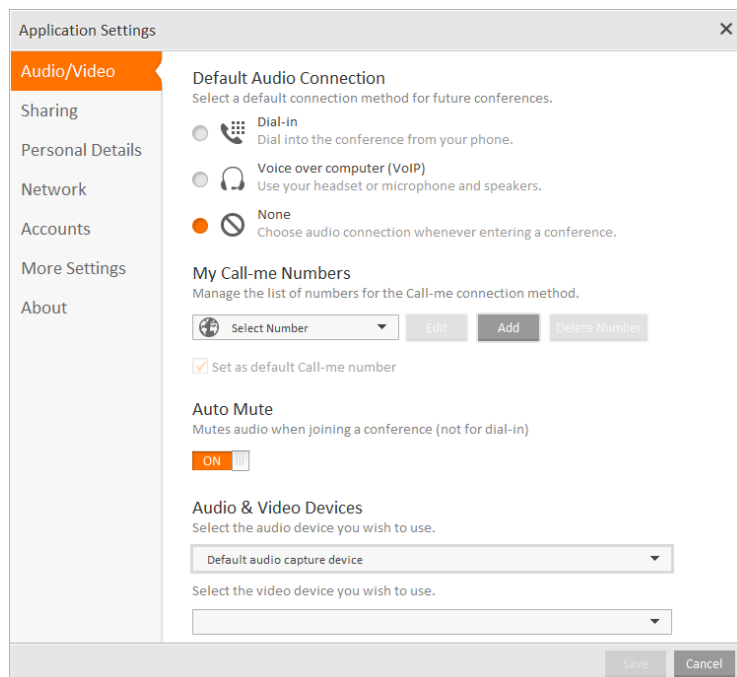 Application Settings
Audio/Video
Sharing
Personal Details
Network
Accounts
More Settings
About
Default Audio Connection
Select a default connection method for future conferences.
Dial-in
Dial into the conference from your phone.
Voice over computer (VoIP)
Use your headset or microphone and speakers.
None
Choose audio connection whenever entering a conference.
My Call-me Numbers
Manage the list of numbers for the Call-me connection method.
Select Number Edit Add Delete Number
Set as default Call-me number
Auto Mute
Mutes audio when joining a conference (not for dial-in)
ON
Audio & Video Devices
Select the audio device you wish to use.
Default audio capture device
Select the video device you wish to use.
Save Cancel